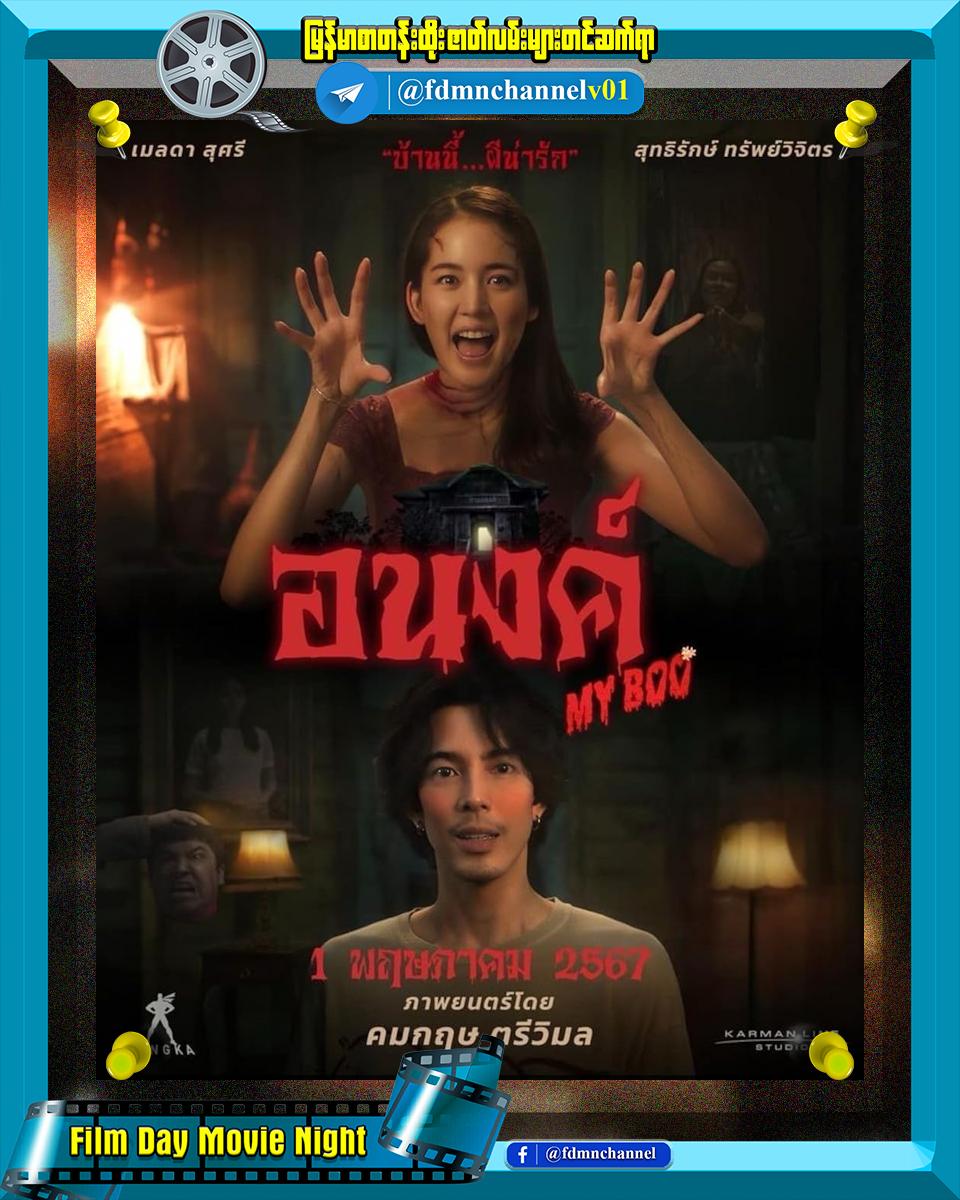 မြန်မာစာတန်းထိုးဇာတ်လမ်းများတင်ဆက်ရာ
@fdmnchannelv01
เมลดา สุศรี
“บ้านนี้...ผีน่ารัก”
สุทธิรักษ์ ทรัพย์วิจิตร
อนงค์
MY BOO
1 พฤษภาคม 2567
ภาพยนตร์โดย
คมกฤษ ตรีวิมล
KARMAN LINE
STUDIO
Film Day Movie Night
@fdmnchannel